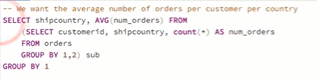 -- We want the average number of orders per customer per country
SELECT shipcountry, AVG(num_orders) FROM
(SELECT customerid, shipcountry, count(*) AS num_orders
FROM orders
GROUP BY 1,2) sub
GROUP BY 1